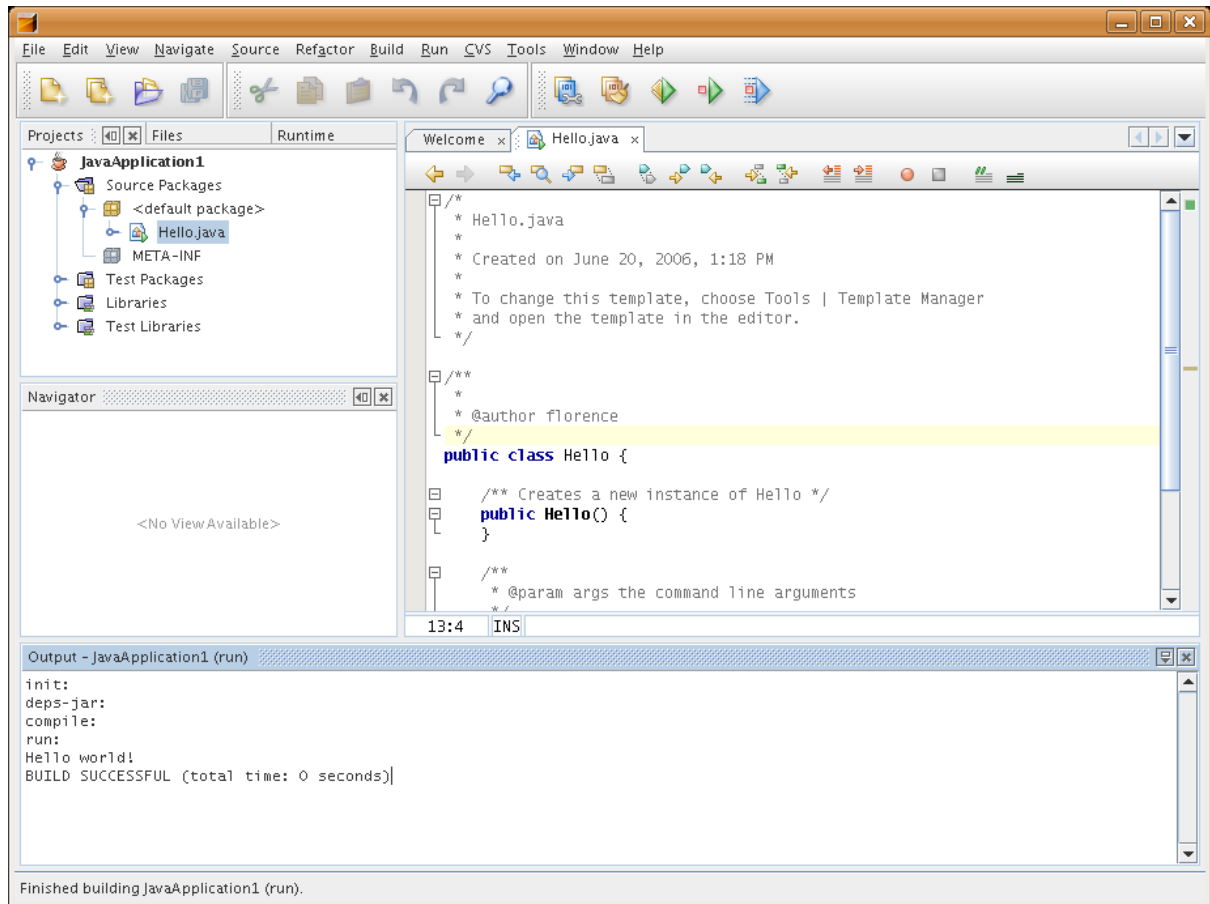 File Edit View Navigate Source Refactor Build Run CVS Tools Window Help
Projects Files Runtime
JavaApplication1
Source Packages
<default package>
Hello.java
META-INF
Test Packages
Libraries
Test Libraries
Navigator
<No View Available>
Welcome Hello.java
/*
* Hello.java
*
* Created on June 20, 2006, 1:18 PM
*
* To change this template, choose Tools | Template Manager
* and open the template in the editor.
*/
/**
*
* @author florence
*/
public class Hello {
/** Creates a new instance of Hello */
public Hello() {
}
/**
* @param args the command line arguments
*/
13:4 INS
Output - JavaApplication1 (run)
init:
deps-jar:
compile:
run:
Hello world!
BUILD SUCCESSFUL (total time: 0 seconds)
Finished building JavaApplication1 (run).